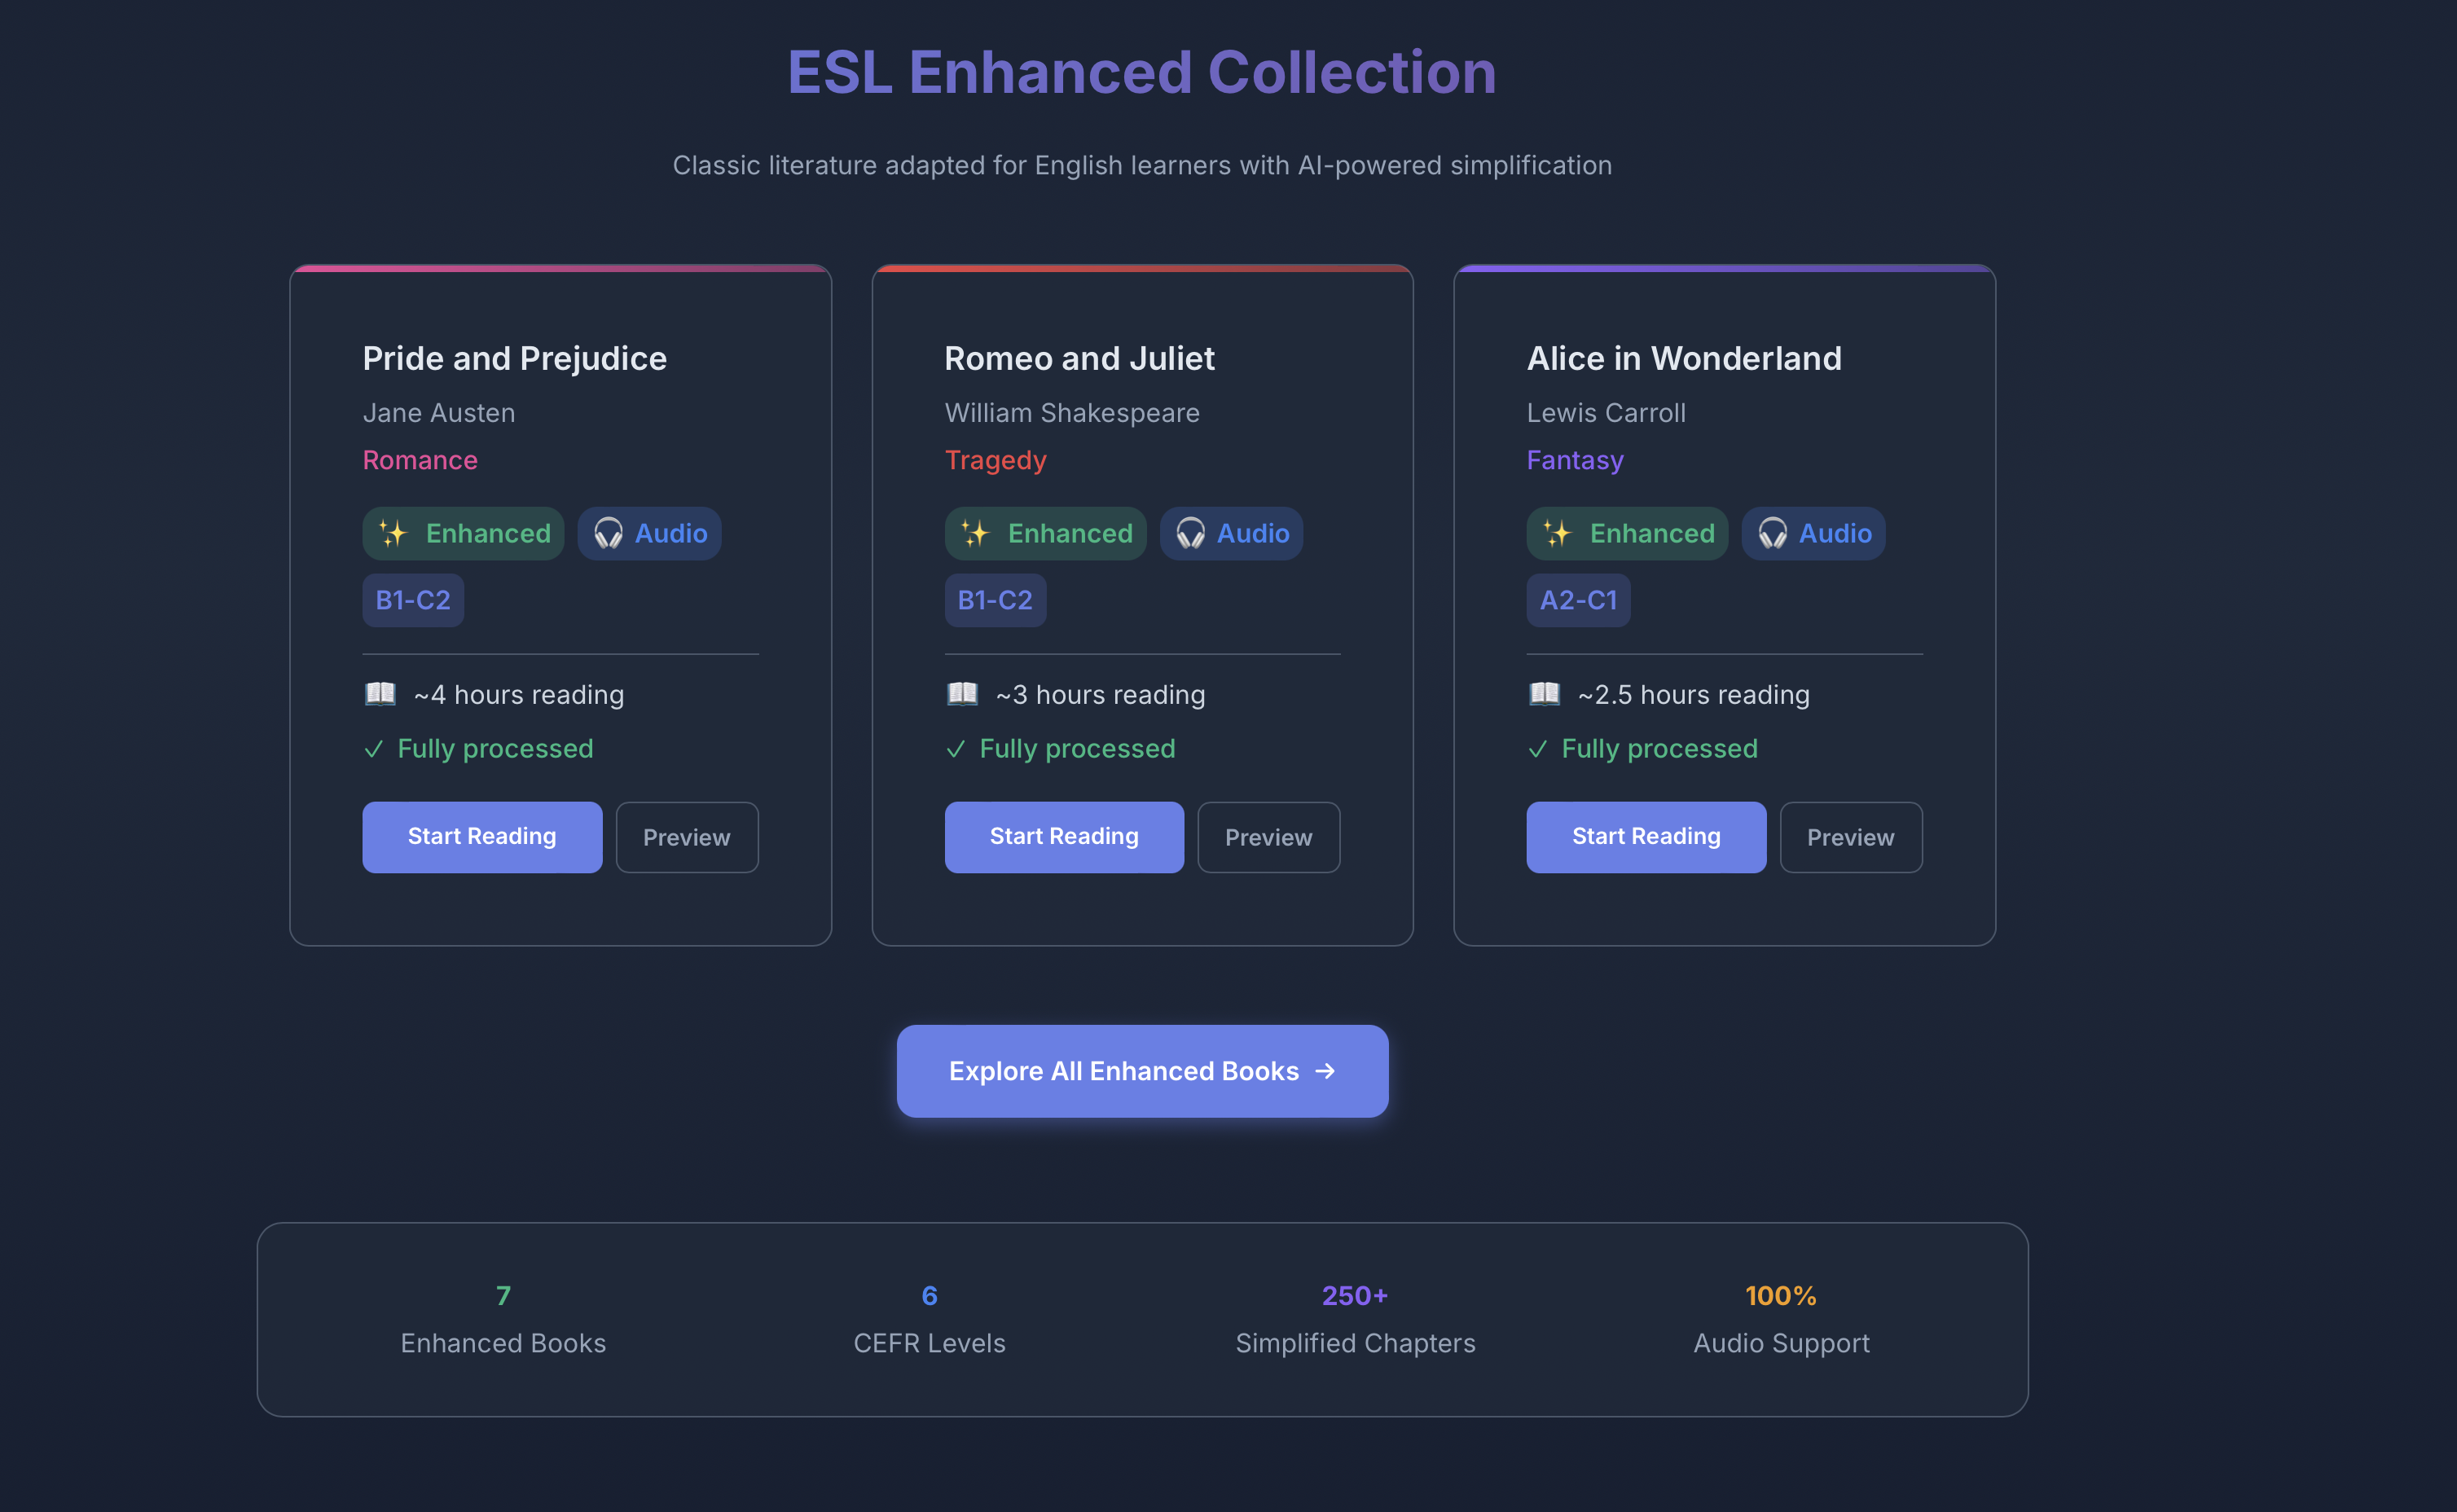 ESL Enhanced Collection
Classic literature adapted for English learners with AI-powered simplification
Pride and Prejudice
Jane Austen
Romance
✨ Enhanced 🎧 Audio
B1-C2
📖 ~4 hours reading
✓ Fully processed
Start Reading Preview
Romeo and Juliet
William Shakespeare
Tragedy
✨ Enhanced 🎧 Audio
B1-C2
📖 ~3 hours reading
✓ Fully processed
Start Reading Preview
Alice in Wonderland
Lewis Carroll
Fantasy
✨ Enhanced 🎧 Audio
A2-C1
📖 ~2.5 hours reading
✓ Fully processed
Start Reading Preview
Explore All Enhanced Books →
7
Enhanced Books
6
CEFR Levels
250+
Simplified Chapters
100%
Audio Support